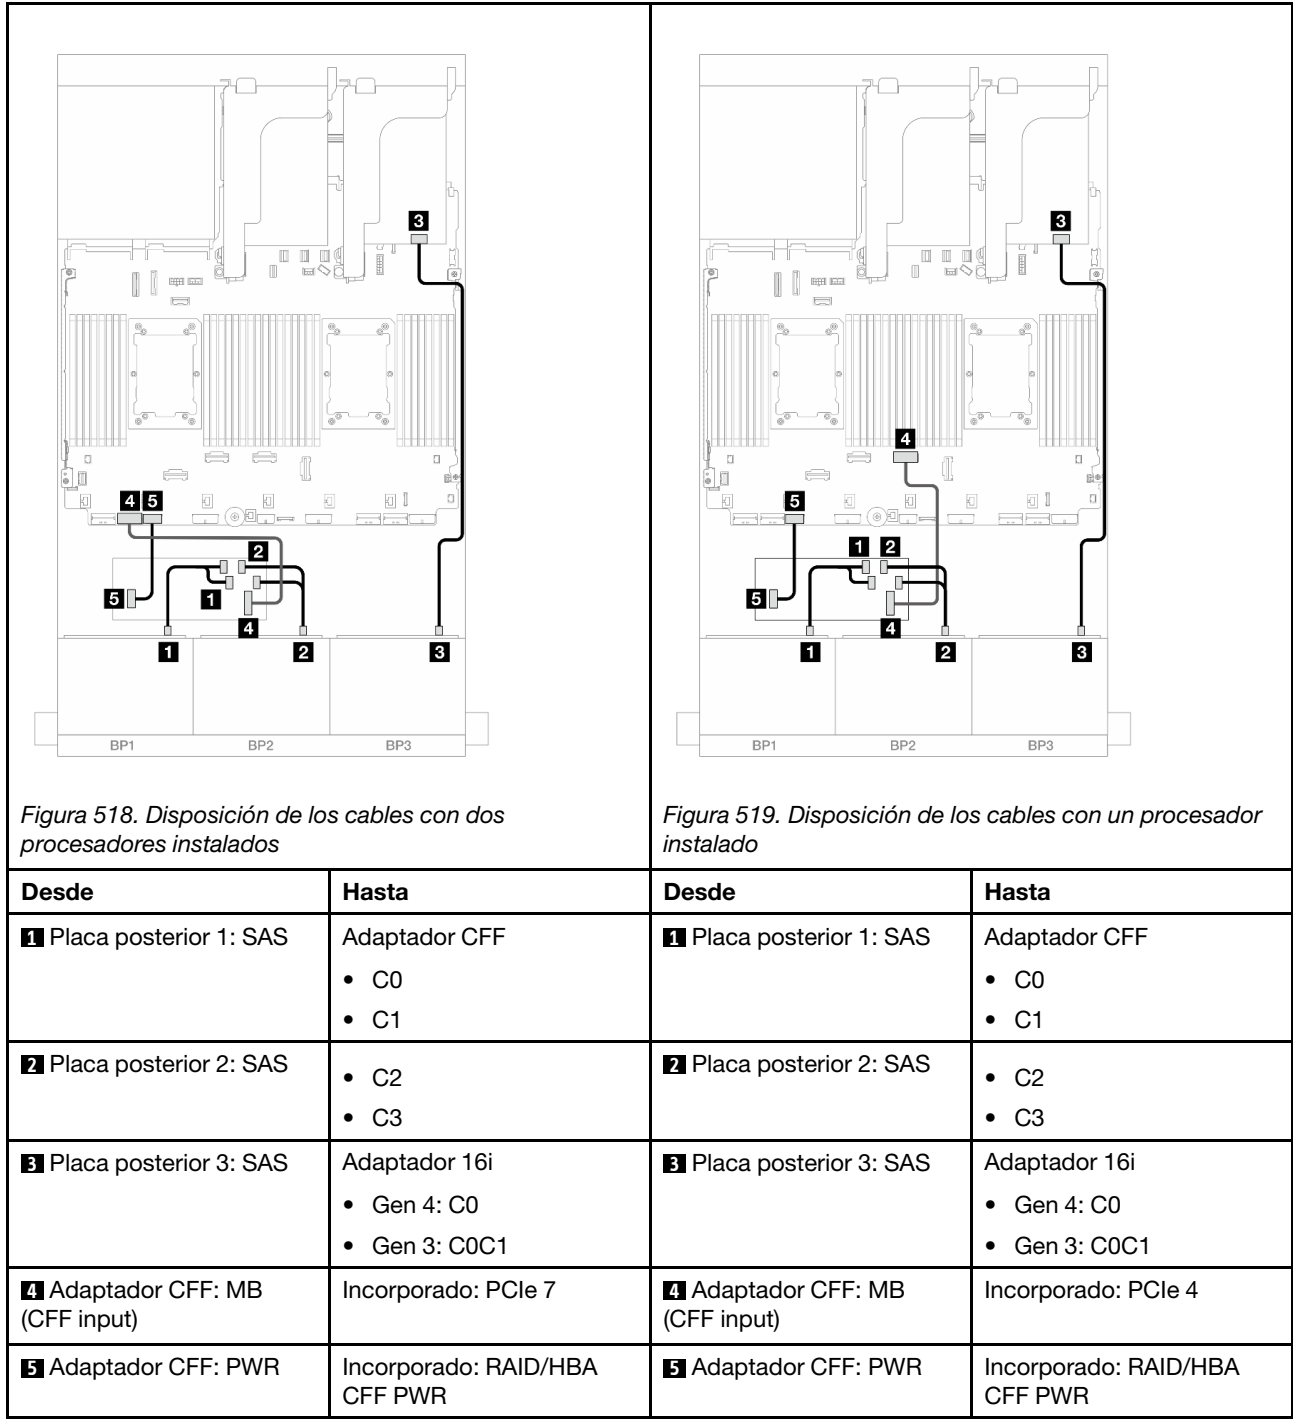 3
4
5
2
5
1
4
1
2
3
BP1
BP2
BP3
Figura 518. Disposición de los cables con dos
procesadores instalados
3
4
5
1
2
5
4
1
2
3
BP1
BP2
BP3
Figura 519. Disposición de los cables con un procesador
instalado
Desde
Hasta
Desde
Hasta
1 Placa posterior 1: SAS
Adaptador CFF
• C0
• C1
1 Placa posterior 1: SAS
Adaptador CFF
• C0
• C1
2 Placa posterior 2: SAS
• C2
• C3
2 Placa posterior 2: SAS
• C2
• C3
3 Placa posterior 3: SAS
Adaptador 16i
• Gen 4: C0
• Gen 3: C0C1
3 Placa posterior 3: SAS
Adaptador 16i
• Gen 4: C0
• Gen 3: C0C1
4 Adaptador CFF: MB
(CFF input)
Incorporado: PCIe 7
4 Adaptador CFF: MB
(CFF input)
Incorporado: PCIe 4
5 Adaptador CFF: PWR
Incorporado: RAID/HBA
CFF PWR
5 Adaptador CFF: PWR
Incorporado: RAID/HBA
CFF PWR